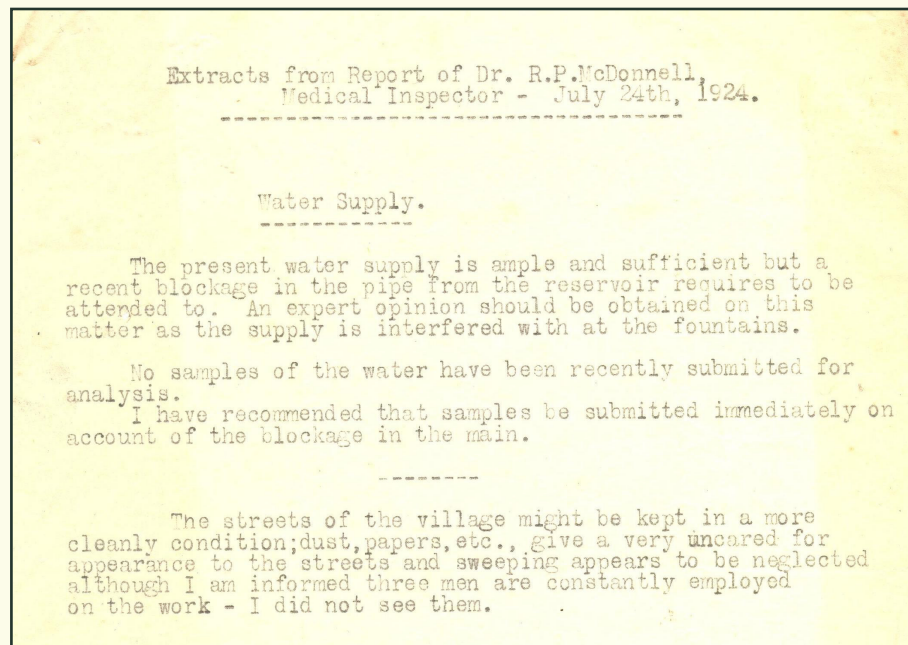 Extracts from Report of Dr. R.P.McDonnell,
Medical Inspector - July 24th, 1924.
Water Supply.
The present water supply is ample and sufficient but a
recent blockage in the pipe from the reservoir requires to be
attended to. An expert opinion should be obtained on this
matter as the supply is interfered with at the fountains.
No samples of the water have been recently submitted for
analysis.
I have recommended that samples be submitted immediately on
account of the blockage in the main.
The streets of the village might be kept in a more
cleanly condition;dust,papers,etc., give a very uncared for
appearance to the streets and sweeping appears to be neglected
although I am informed three men are constantly employed
on the work - I did not see them.